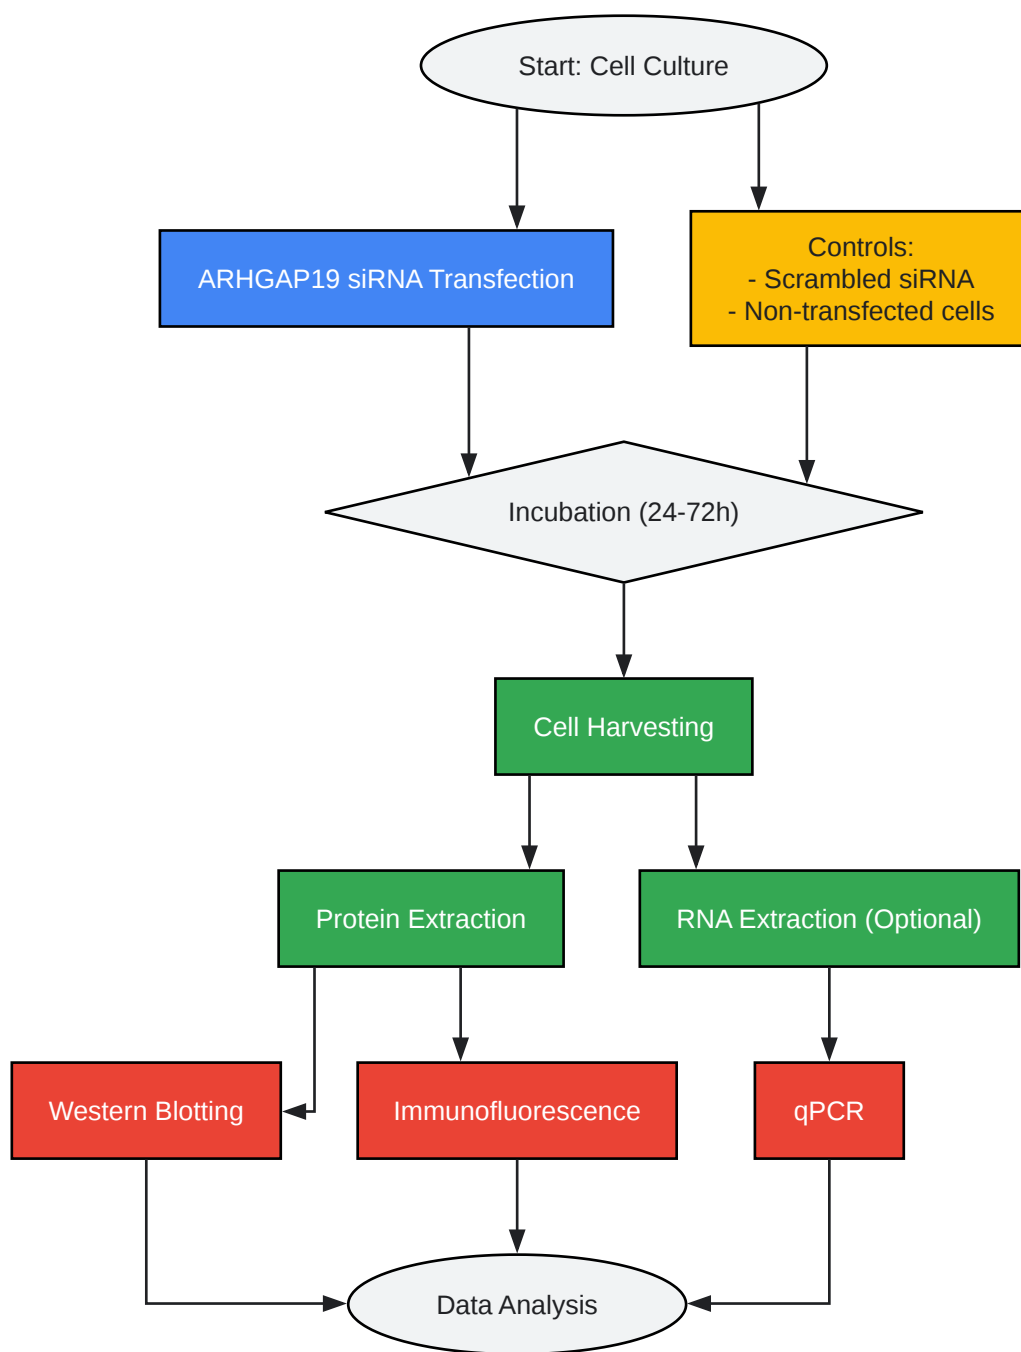 Start: Cell Culture
ARHGAP19 siRNA Transfection
Controls:
- Scrambled siRNA
- Non-transfected cells
Incubation (24-72h)
Cell Harvesting
Protein Extraction
RNA Extraction (Optional)
Western Blotting
Immunofluorescence
qPCR
Data Analysis